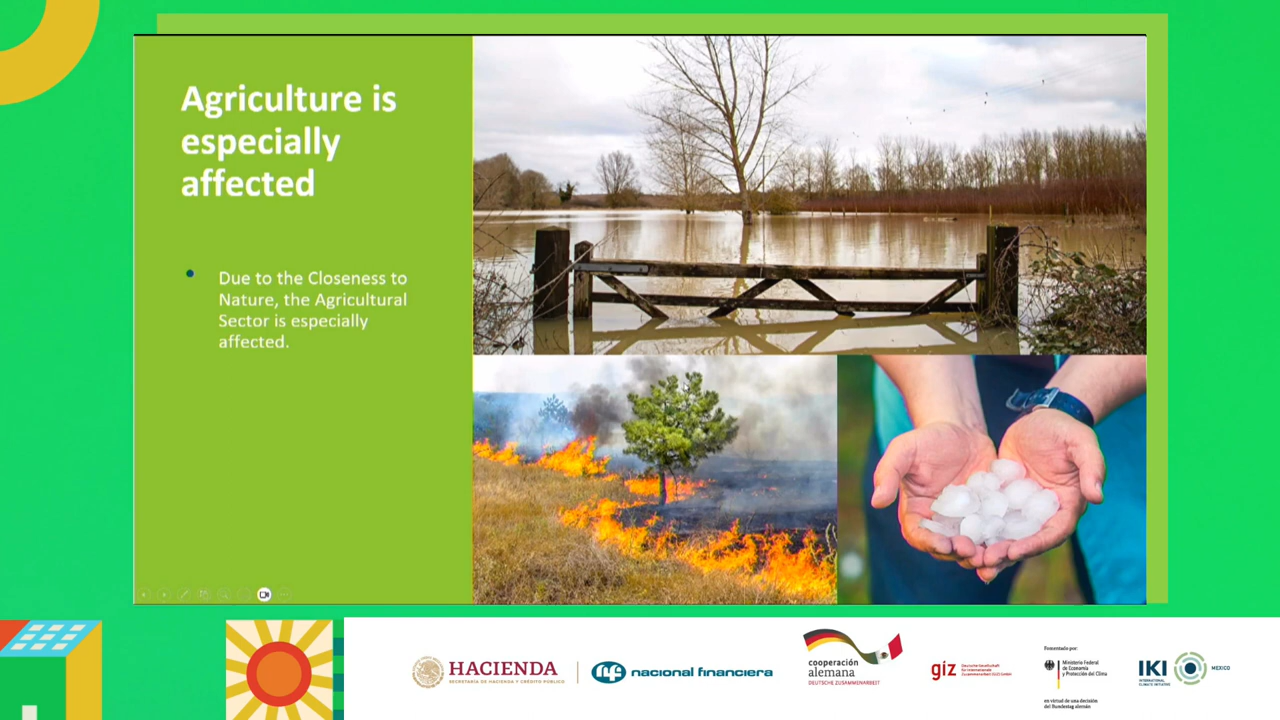 Agriculture is
especially
affected
Due to the Closeness to
Nature, the Agricultural
Sector is especially
affected.
HACIENDA
SECRETARÍA DE HACIENDA Y CRÉDITO PÚBLICO
nf
nacional financiera
cooperación
alemana
DEUTSCHE ZUSAMMENARBEIT
giz
Deutsche Gesellschaft
für Internationale
Zusammenarbeit (GIZ) GmbH
Fomentado por:
Ministerio Federal
de Economía
y Protección del Clima
en virtud de una decisión
del Bundestag alemán
IKI
INTERNATIONAL
CLIMATE INITIATIVE
MEXICO